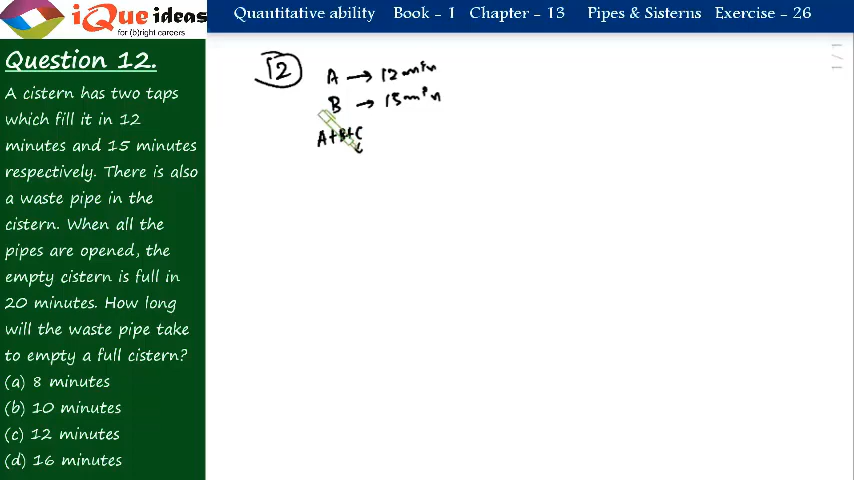 iQue ideas
for (b)right careers
Quantitative ability Book - 1 Chapter - 13 Pipes & Sisterns Exercise - 26
Question 12.
A cistern has two taps
which fill it in 12
minutes and 15 minutes
respectively. There is also
a waste pipe in the
cistern. When all the
pipes are opened, the
empty cistern is full in
20 minutes. How long
will the waste pipe take
to empty a full cistern?
(a) 8 minutes
(b) 10 minutes
(c) 12 minutes
(d) 16 minutes
12
A → 12 min
B → 15 min
A+B+C
1/1